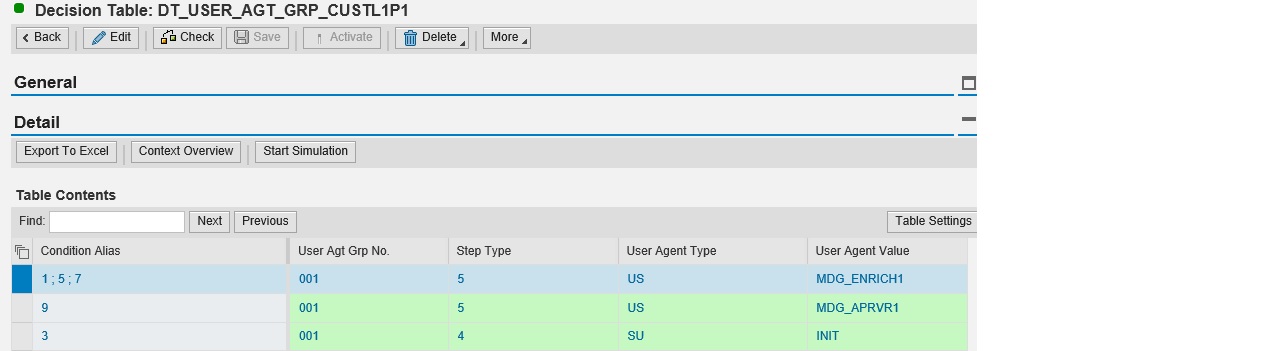 Decision Table: DT_USER_AGT_GRP_CUSTL1P1
Back Edit Check Save Activate Delete More
General
Detail
Export To Excel Context Overview Start Simulation
Table Contents
Find: Next Previous Table Settings
Condition Alias User Agt Grp No. Step Type User Agent Type User Agent Value
1 ; 5 ; 7 001 5 US MDG_ENRICH1
9 001 5 US MDG_APRVR1
3 001 4 SU INIT